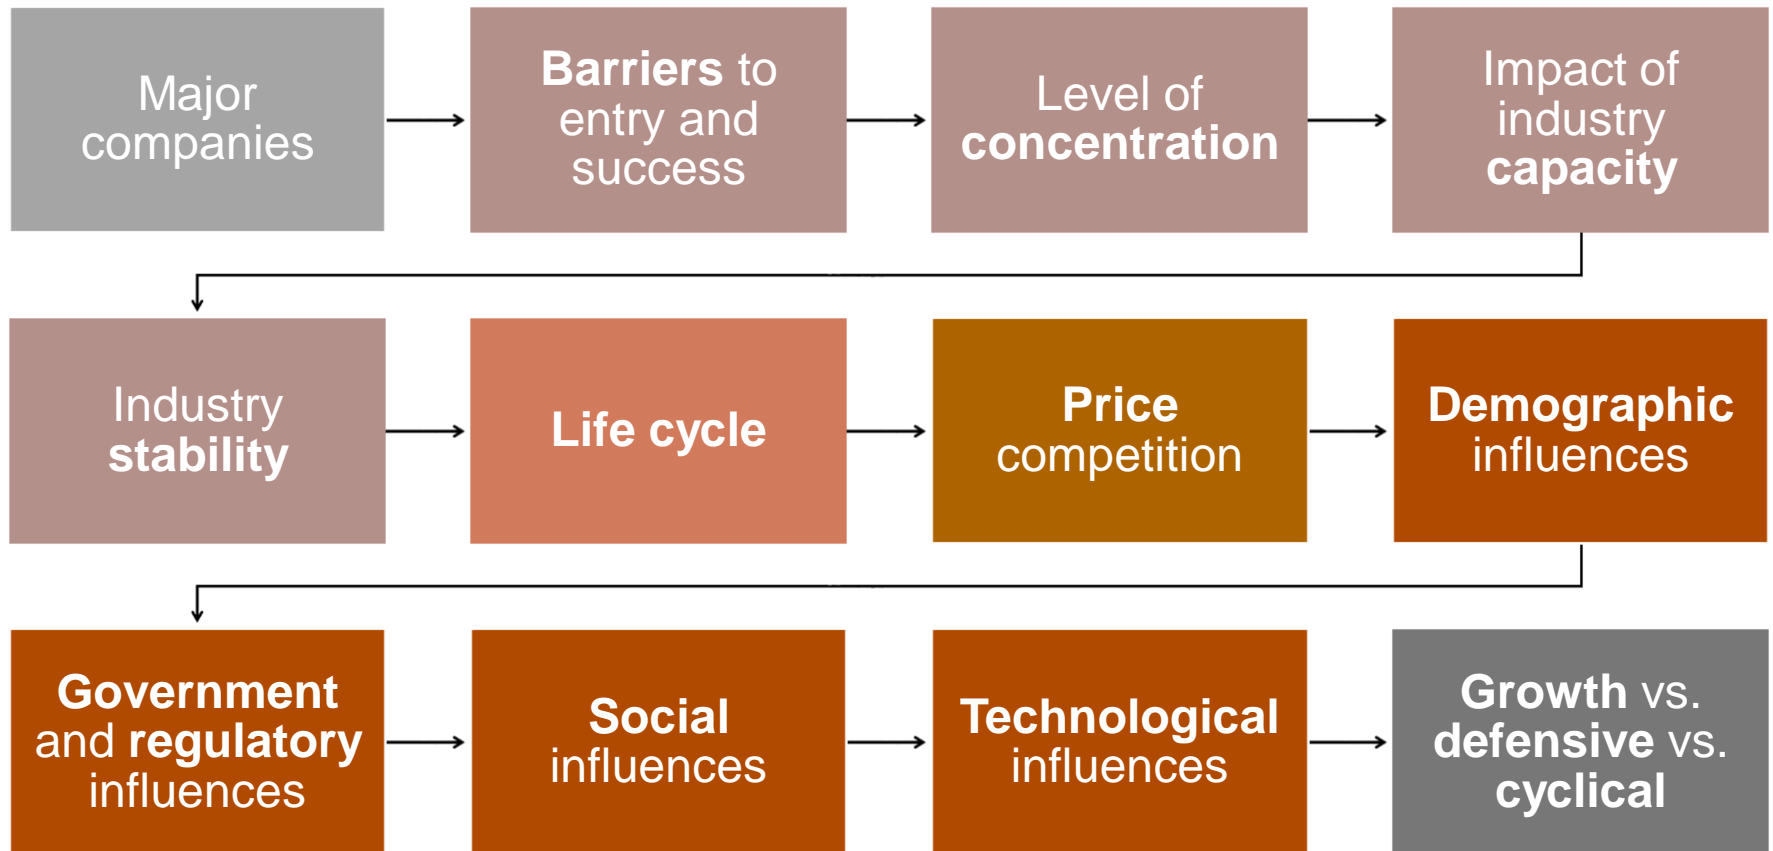 Major
companies
Barriers to
entry and
success
Level of
concentration
Impact of
industry
capacity
Industry
stability
Life cycle
Price
competition
Demographic
influences
Government
and regulatory
influences
Social
influences
Technological
influences
Growth vs.
defensive vs.
cyclical